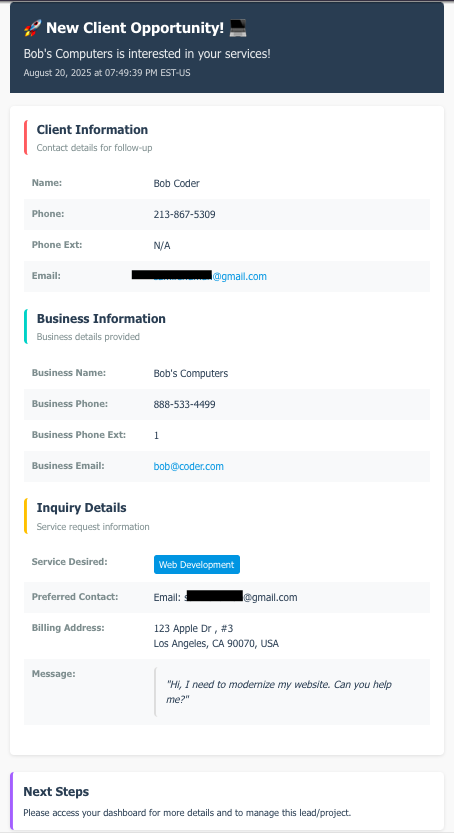 🚀 New Client Opportunity! 💻
Bob's Computers is interested in your services!
August 20, 2025 at 07:49:39 PM EST-US
Client Information
Contact details for follow-up
Name: Bob Coder
Phone: 213-867-5309
Phone Ext: N/A
Email: @gmail.com
Business Information
Business details provided
Business Name: Bob's Computers
Business Phone: 888-533-4499
Business Phone Ext: 1
Business Email: bob@coder.com
Inquiry Details
Service request information
Service Desired: Web Development
Preferred Contact: Email: @gmail.com
Billing Address: 123 Apple Dr , #3
Los Angeles, CA 90070, USA
Message: "Hi, I need to modernize my website. Can you help
me?"
Next Steps
Please access your dashboard for more details and to manage this lead/project.